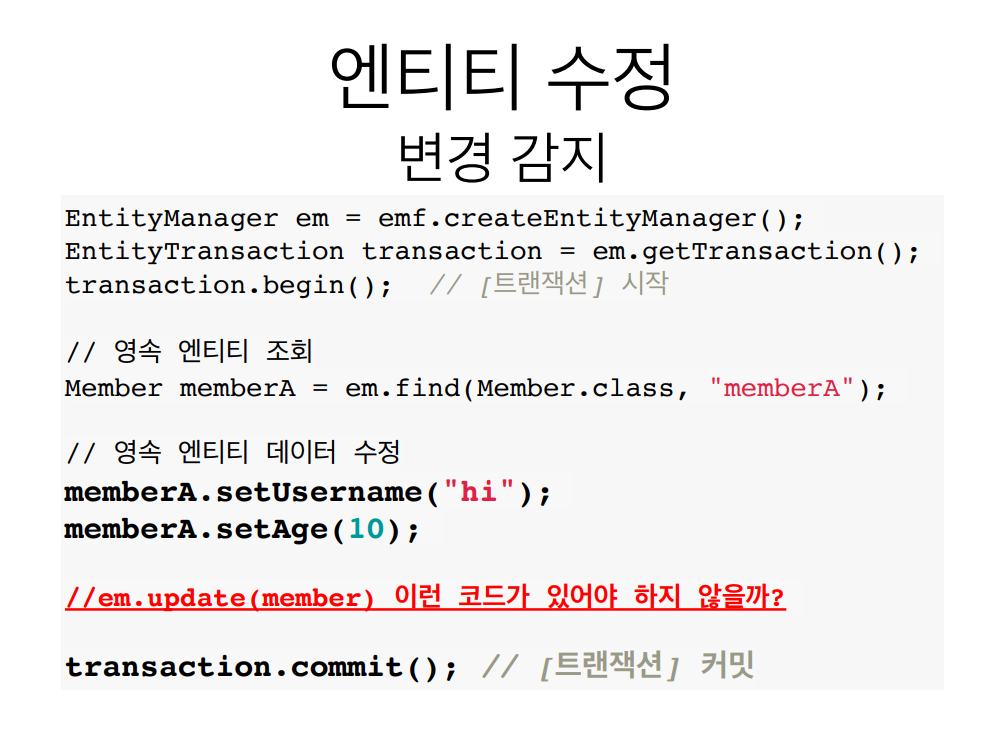 엔티티 수정
변경 감지
EntityManager em = emf.createEntityManager();
EntityTransaction transaction = em.getTransaction();
transaction.begin();  // [트랜잭션] 시작
// 영속 엔티티 조회
Member memberA = em.find(Member.class, "memberA");
// 영속 엔티티 데이터 수정
memberA.setUsername("hi");
memberA.setAge(10);
//em.update(member) 이런 코드가 있어야 하지 않을까?
transaction.commit(); // [트랜잭션] 커밋